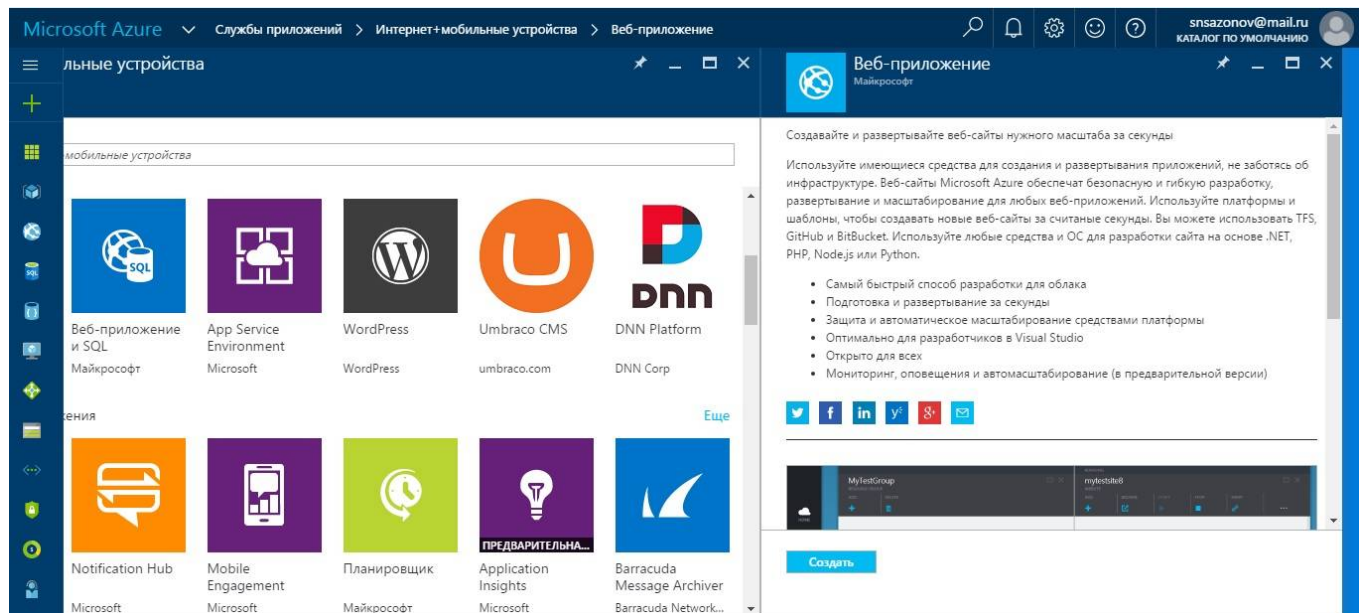 Microsoft Azure Службы приложений > Интернет+мобильные устройства > Веб-приложение
snsazonov@mail.ru
КАТАЛОГ ПО УМОЛЧАНИЮ
льные устройства
мобильные устройства
SQL
W
DNN
Веб-приложение и SQL
Майкрософт
App Service Environment
Microsoft
WordPress
WordPress
Umbraco CMS
umbraco.com
DNN Platform
DNN Corp
ения
Еще
ПРЕДВАРИТЕЛЬНА...
Notification Hub
Microsoft
Mobile Engagement
Microsoft
Планировщик
Майкрософт
Application Insights
Microsoft
Barracuda Message Archiver
Barracuda Network...
Веб-приложение
Майкрософт
Создавайте и развертывайте веб-сайты нужного масштаба за секунды
Используйте имеющиеся средства для создания и развертывания приложений, не заботясь об
инфраструктуре. Веб-сайты Microsoft Azure обеспечат безопасную и гибкую разработку,
развертывание и масштабирование для любых веб-приложений. Используйте платформы и
шаблоны, чтобы создавать новые веб-сайты за считаные секунды. Вы можете использовать TFS,
GitHub и BitBucket. Используйте любые средства и ОС для разработки сайта на основе .NET,
PHP, Node.js или Python.
• Самый быстрый способ разработки для облака
• Подготовка и развертывание за секунды
• Защита и автоматическое масштабирование средствами платформы
• Оптимально для разработчиков в Visual Studio
• Открыто для всех
• Мониторинг, оповещения и автомасштабирование (в предварительной версии)
MyTestGroup
mytestsite8
Создать